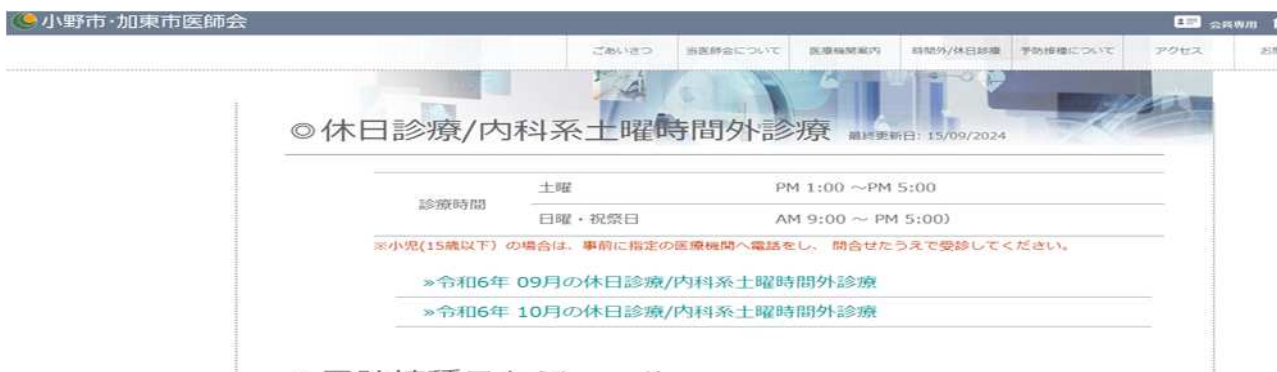 小野市・加東市医師会
会員専用
ごあいさつ 当医師会について 医療機関案内 時間外/休日診療 予防接種について アクセス
◎休日診療/内科系土曜時間外診療 最終更新日: 15/09/2024
土曜 PM 1:00 ～PM 5:00
診療時間
日曜・祝祭日 AM 9:00 ～ PM 5:00)
※小児(15歳以下）の場合は、事前に指定の医療機関へ電話をし、 問合せたうえで受診してください。
»令和6年 09月の休日診療/内科系土曜時間外診療
»令和6年 10月の休日診療/内科系土曜時間外診療